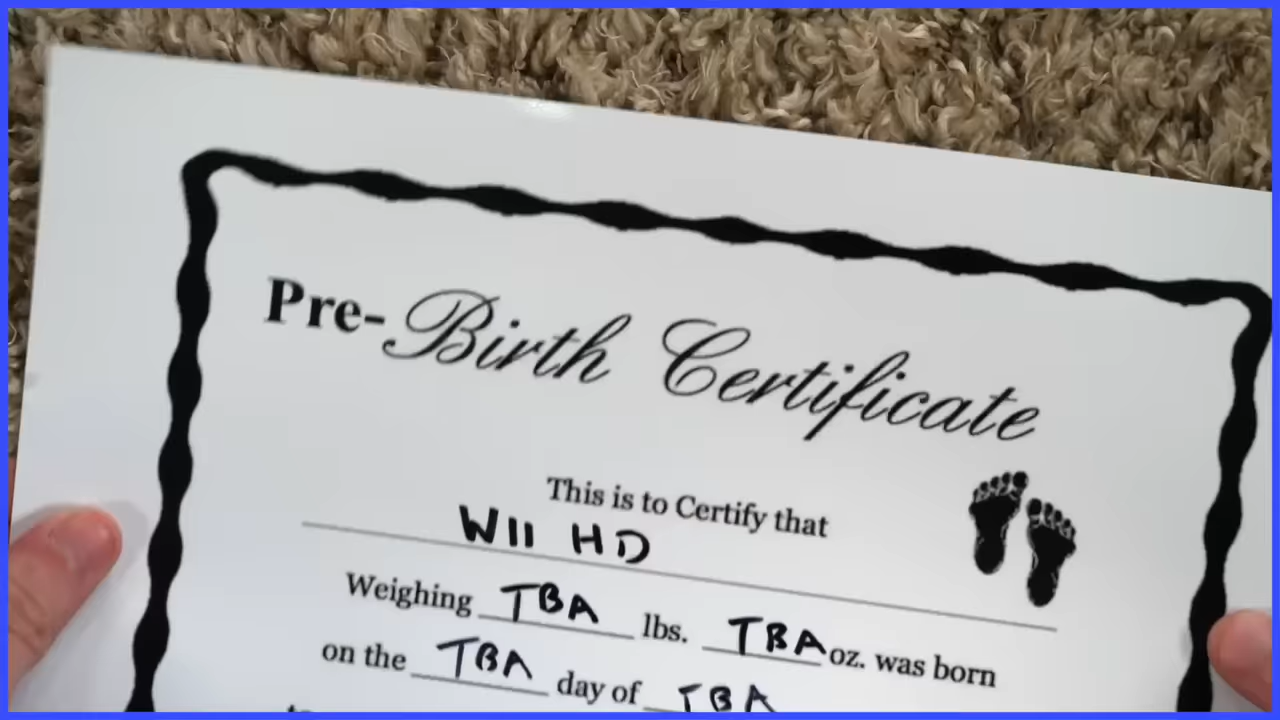 Pre-Birth Certificate
This is to Certify that
WII HD
Weighing TBA lbs. TBA oz. was born
on the TBA day of TBA
to